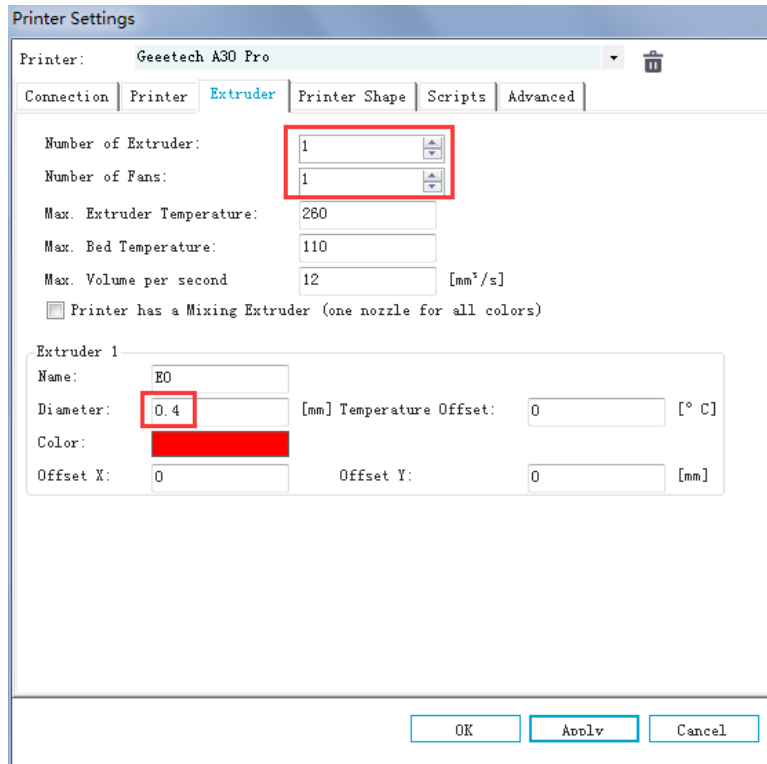 Printer Settings
Printer: Geeetech A30 Pro
Connection Printer Extruder Printer Shape Scripts Advanced
Number of Extruder: 1
Number of Fans: 1
Max. Extruder Temperature: 260
Max. Bed Temperature: 110
Max. Volume per second 12 [mm³/s]
Printer has a Mixing Extruder (one nozzle for all colors)
Extruder 1
Name: E0
Diameter: 0.4 [mm] Temperature Offset: 0 [° C]
Color:
Offset X: 0 Offset Y: 0 [mm]
OK Apply Cancel